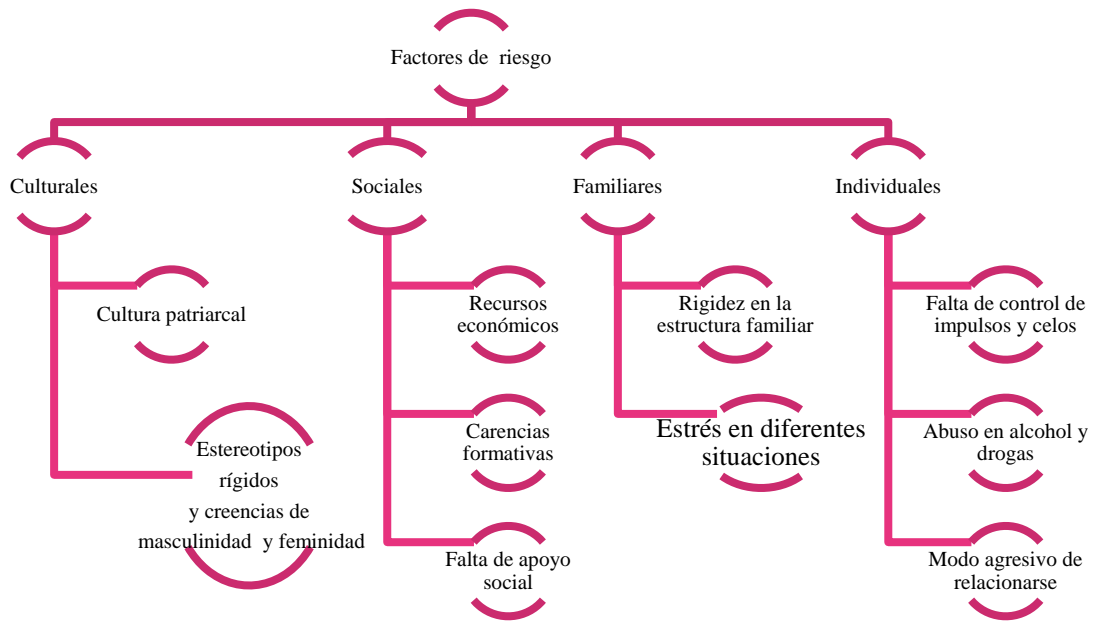 Factores de  riesgo
Culturales
Sociales
Familiares
Individuales
Cultura patriarcal
Estereotipos
rígidos
y creencias de
masculinidad  y feminidad
Recursos
económicos
Carencias
formativas
Falta de apoyo
social
Rigidez en la
estructura familiar
Estrés en diferentes
situaciones
Falta de control de
impulsos y celos
Abuso en alcohol y
drogas
Modo agresivo de
relacionarse